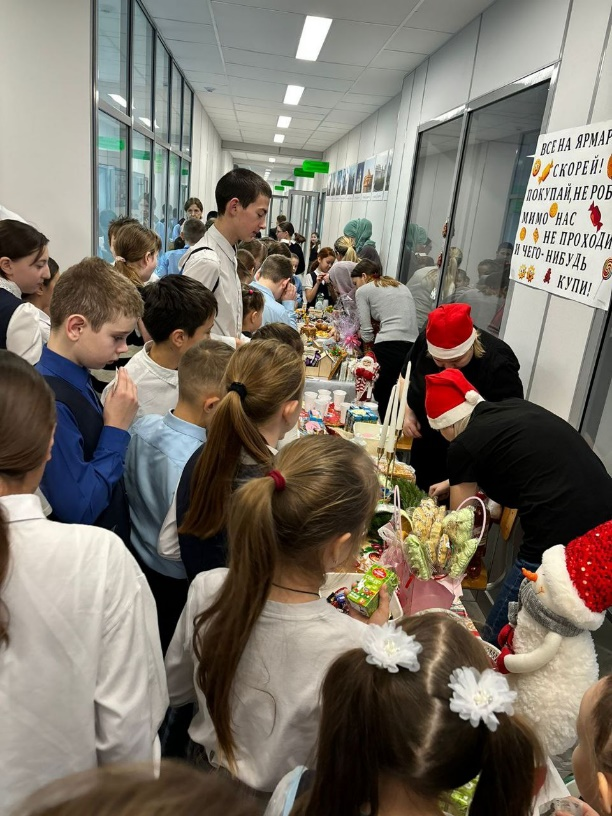 ВСЕ НА ЯРМАР
СКОРЕЙ!
ПОКУПАЙ, НЕ РОБ
МИМО НАС
НЕ ПРОХОДИ
И ЧЕГО-НИБУДЬ
КУПИ!